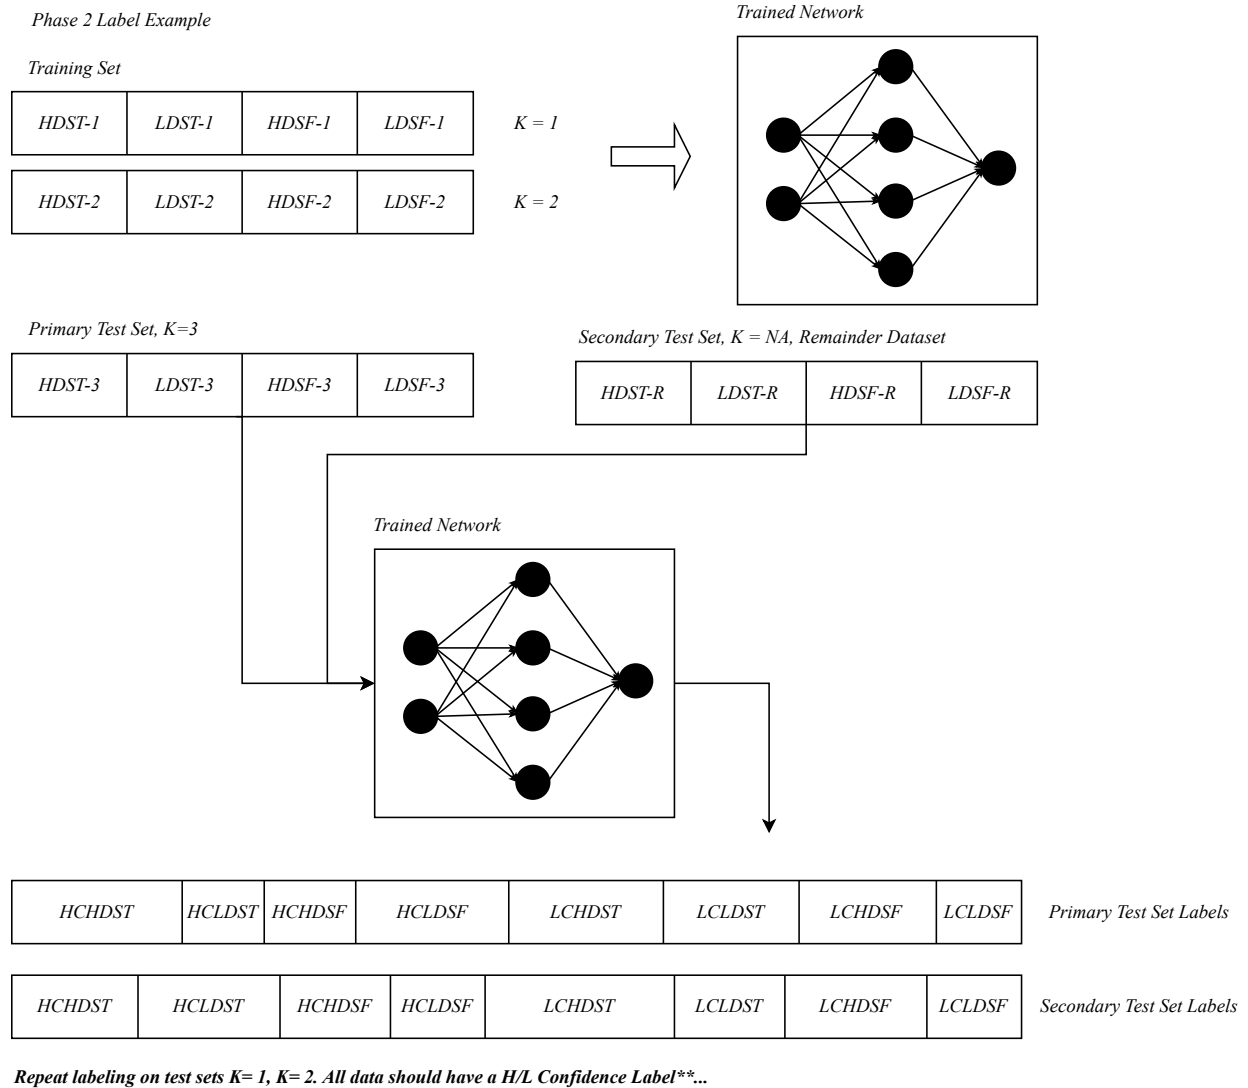 Phase 2 Label Example
Trained Network
Training Set
HDST-1 LDST-1 HDSF-1 LDSF-1 K = 1
HDST-2 LDST-2 HDSF-2 LDSF-2 K = 2
Primary Test Set, K=3
Secondary Test Set, K = NA, Remainder Dataset
HDST-3 LDST-3 HDSF-3 LDSF-3
HDST-R LDST-R HDSF-R LDSF-R
Trained Network
HCHDST HCLDST HCHDSF HCLDSF LCHDST LCLDST LCHDSF LCLDSF Primary Test Set Labels
HCHDST HCLDST HCHDSF HCLDSF LCHDST LCLDST LCHDSF LCLDSF Secondary Test Set Labels
Repeat labeling on test sets K= 1, K= 2. All data should have a H/L Confidence Label**...